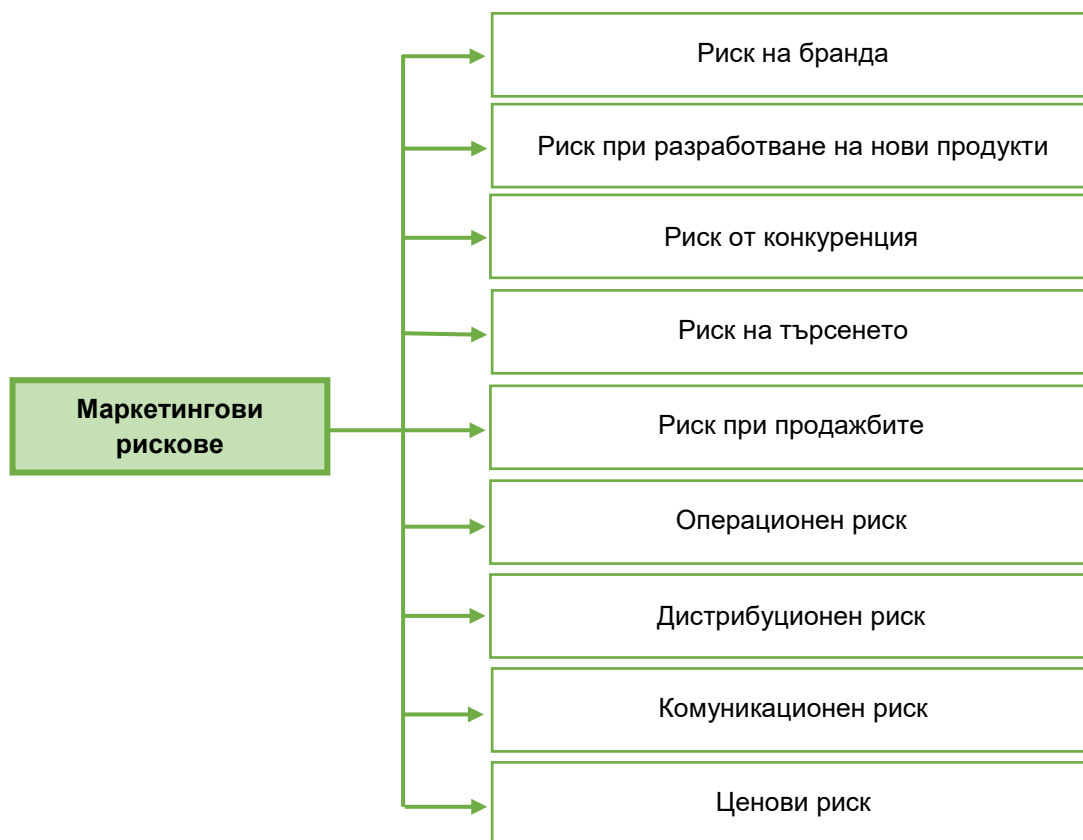 Риск на бранда
Риск при разработване на нови продукти
Риск от конкуренция
Риск на търсенето
Маркетингови
рискове
Риск при продажбите
Операционен риск
Дистрибуционен риск
Комуникационен риск
Ценови риск